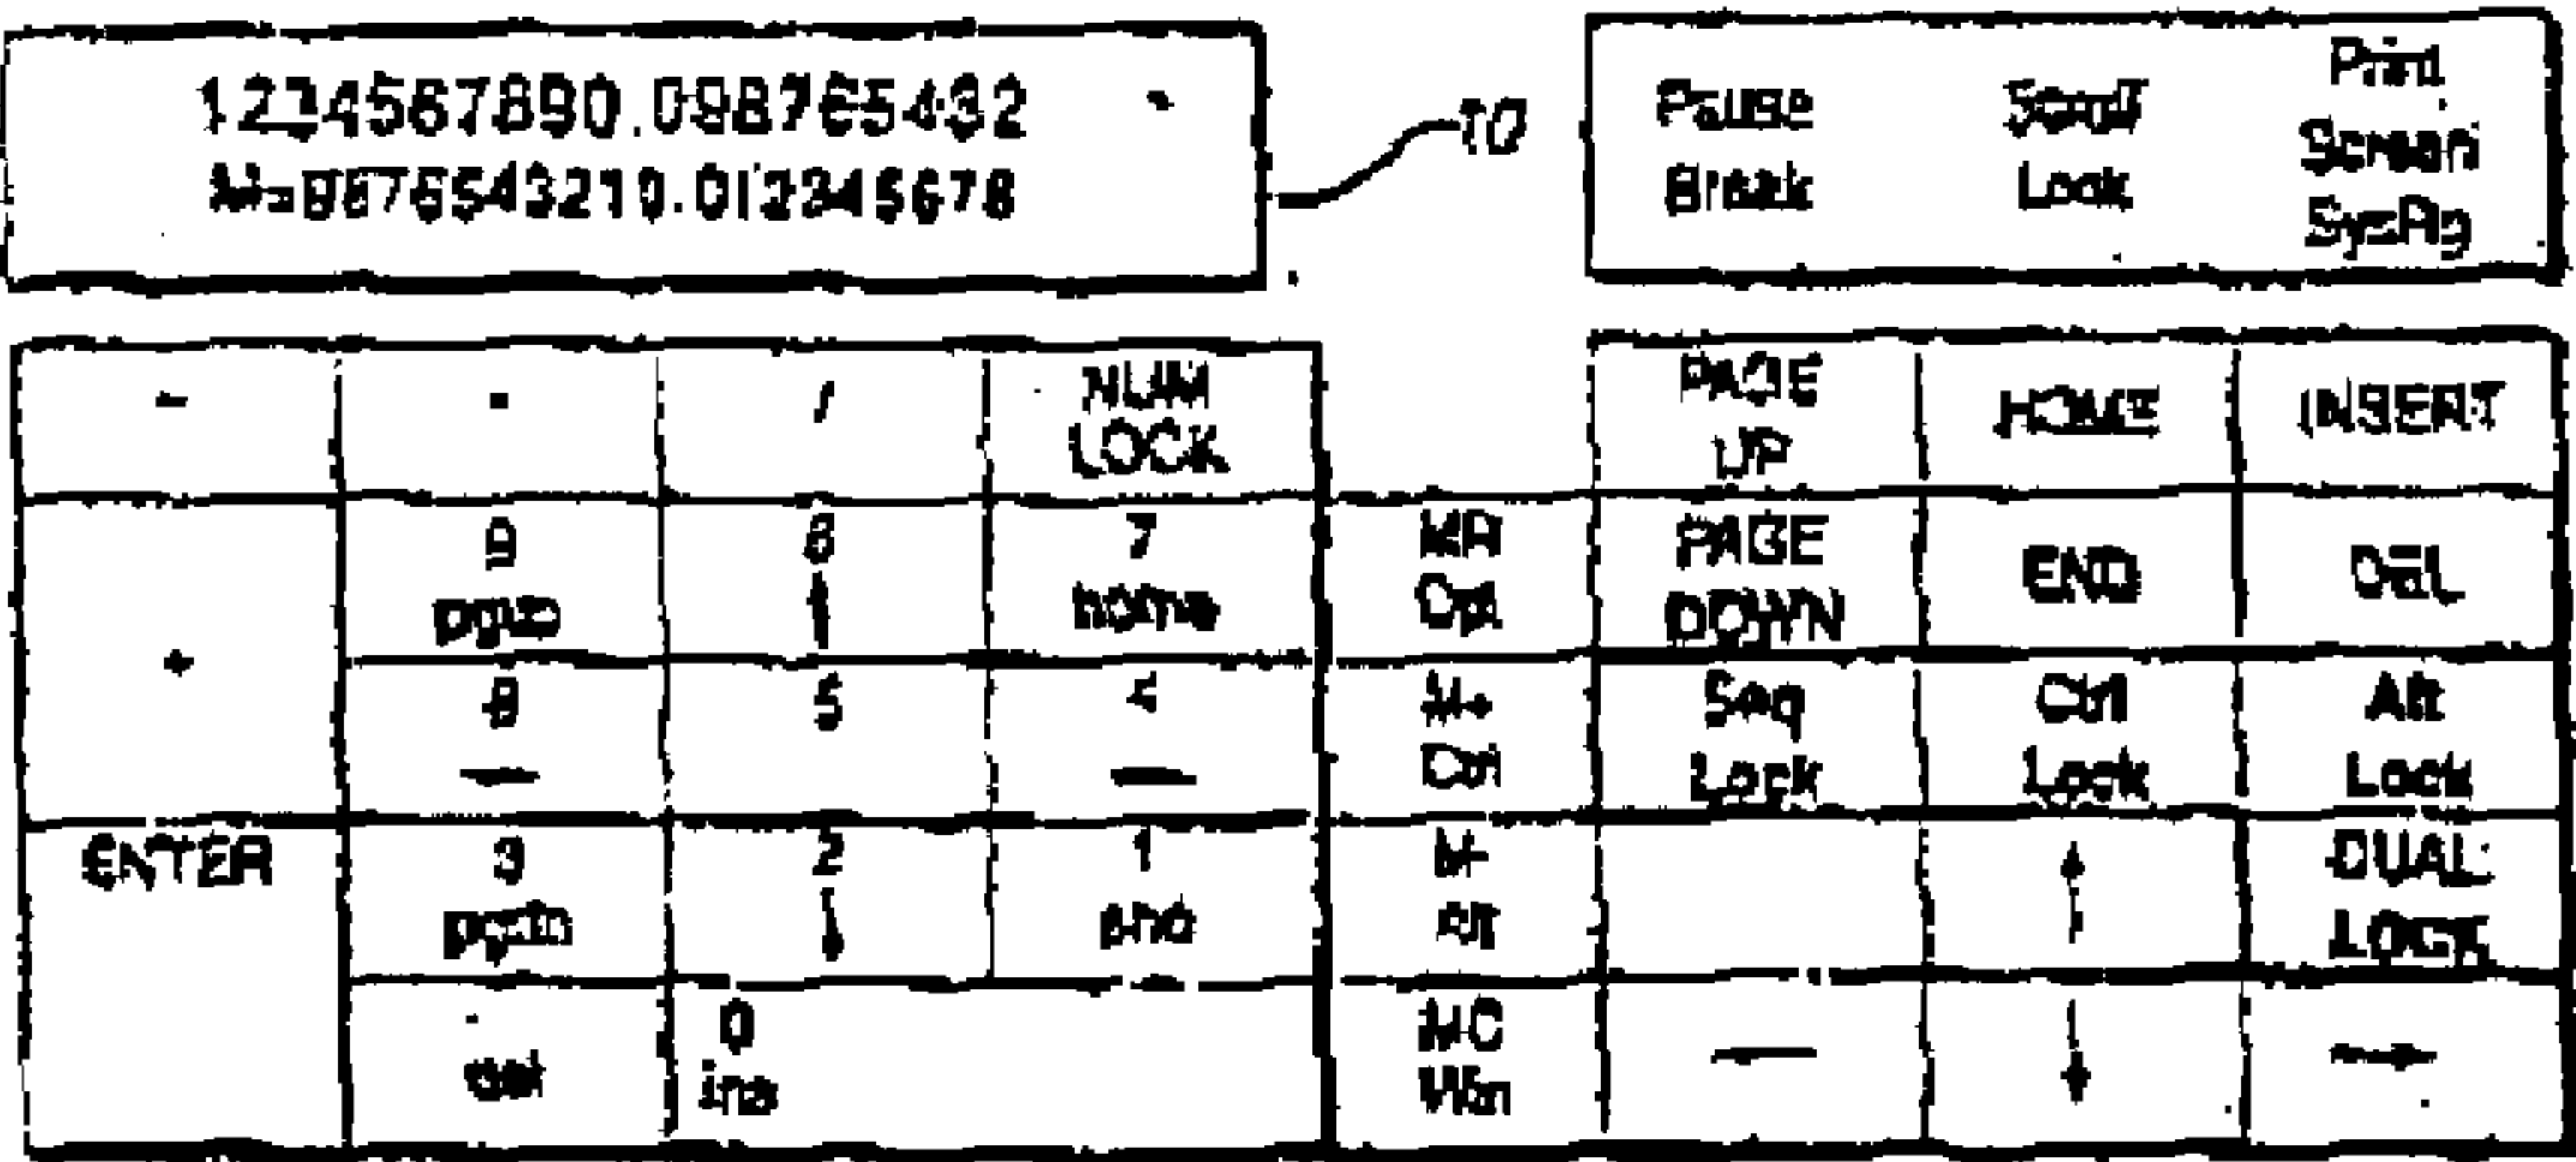 1234567890.098765432
M=9876543210.012345678
10
Pause
Break
Scroll
Lock
Print
Screen
SysRq
-
/
NUM
LOCK
PAGE
UP
HOME
INSERT
9
pgup
8
7
home
MR
PAGE
DOWN
END
DEL
+
6
5
4
M+
Ctrl
Seq
Lock
Ctrl
Lock
Alt
Lock
ENTER
3
pgdn
2
1
end
M-
Alt
DUAL
LOCK
.
del
0
ins
MC
Win